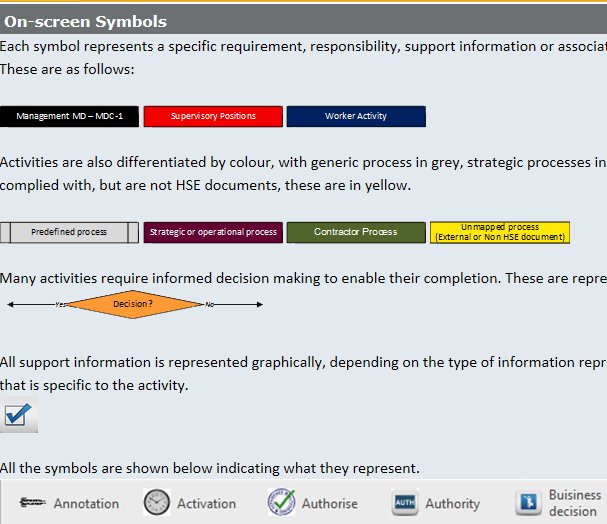 On-screen Symbols
Each symbol represents a specific requirement, responsibility, support information or associat
These are as follows:
Management MD – MDC-1
Supervisory Positions
Worker Activity
Activities are also differentiated by colour, with generic process in grey, strategic processes in
complied with, but are not HSE documents, these are in yellow.
Predefined process
Strategic or operational process
Contractor Process
Unmapped process
(External or Non HSE document)
Many activities require informed decision making to enable their completion. These are repre
Yes
Decision?
No
All support information is represented graphically, depending on the type of information repr
that is specific to the activity.
All the symbols are shown below indicating what they represent.
Annotation
Activation
Authorise
AUTH
Authority
Buisiness
decision